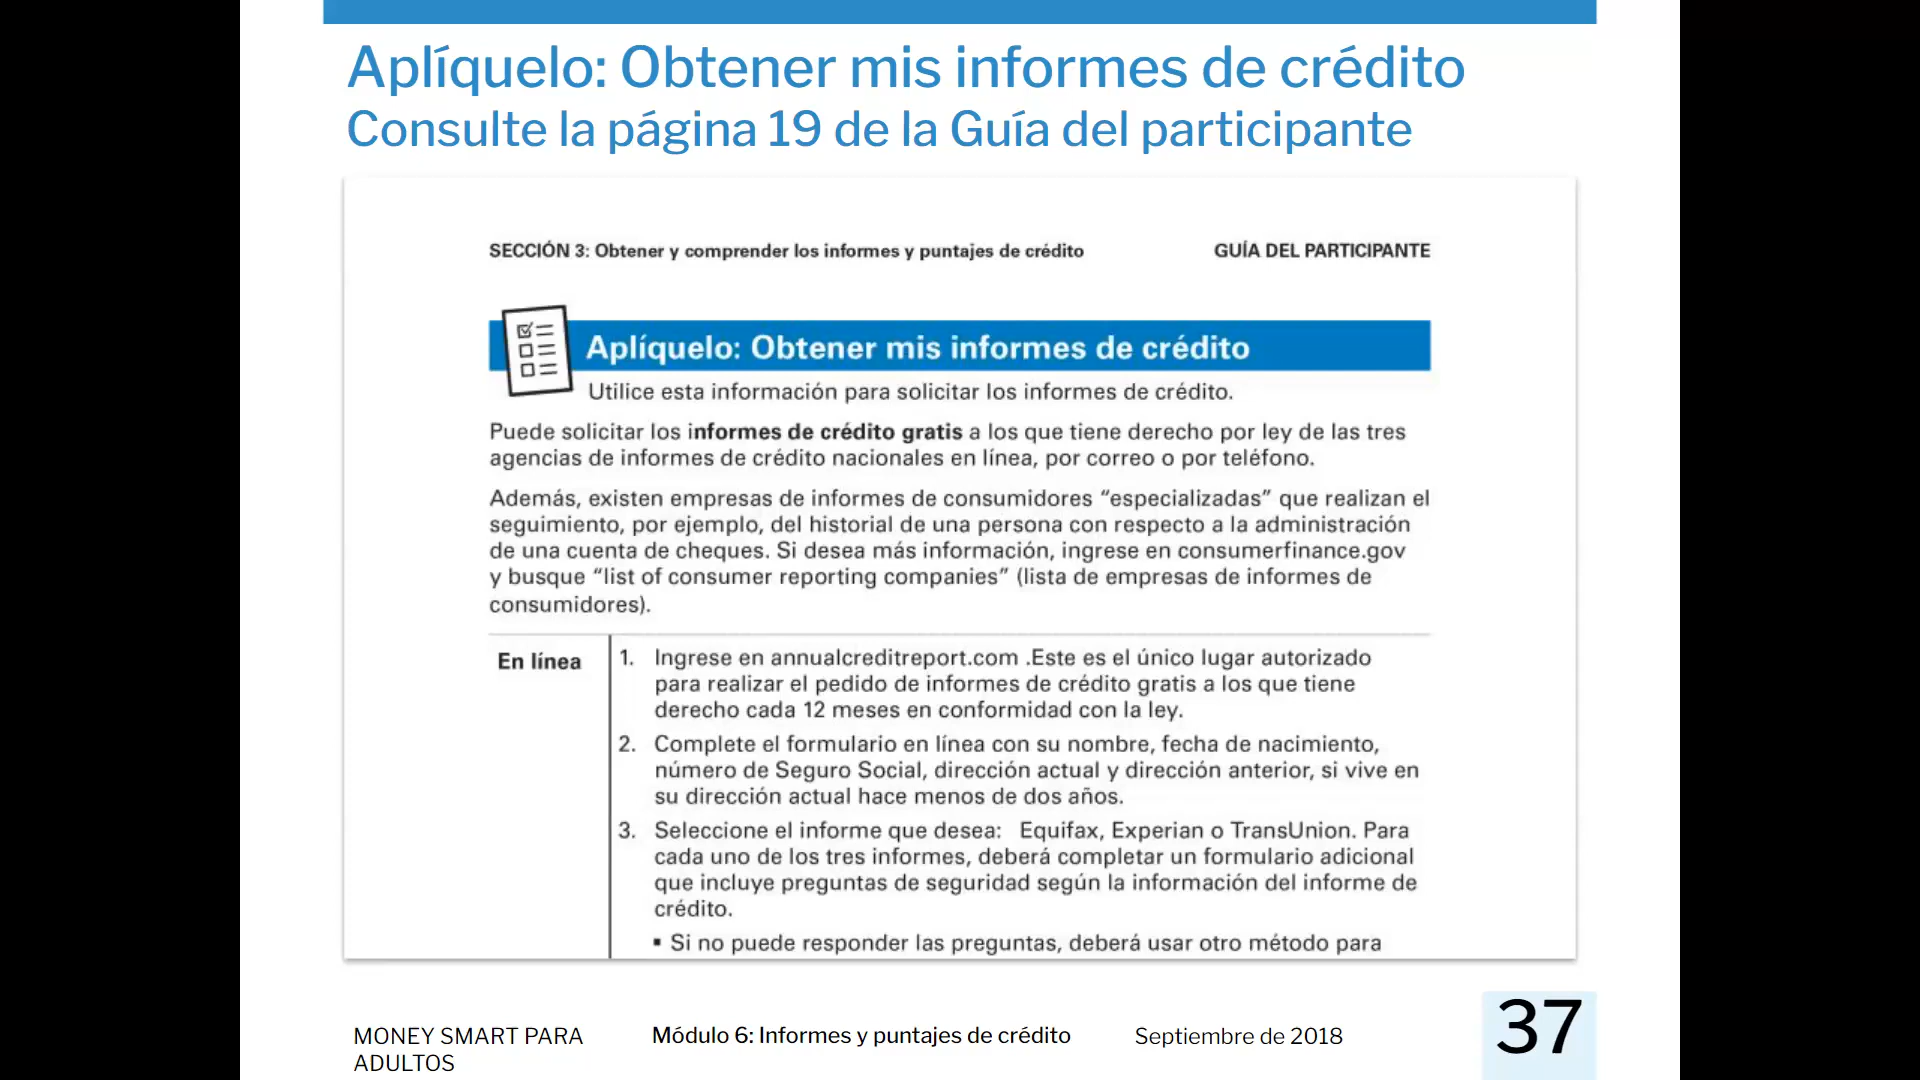 Aplíquelo: Obtener mis informes de crédito
Consulte la página 19 de la Guía del participante
SECCIÓN 3: Obtener y comprender los informes y puntajes de crédito GUÍA DEL PARTICIPANTE
Aplíquelo: Obtener mis informes de crédito
Utilice esta información para solicitar los informes de crédito.
Puede solicitar los informes de crédito gratis a los que tiene derecho por ley de las tres
agencias de informes de crédito nacionales en línea, por correo o por teléfono.
Además, existen empresas de informes de consumidores “especializadas” que realizan el
seguimiento, por ejemplo, del historial de una persona con respecto a la administración
de una cuenta de cheques. Si desea más información, ingrese en consumerfinance.gov
y busque “list of consumer reporting companies” (lista de empresas de informes de
consumidores).
En línea
1. Ingrese en annualcreditreport.com .Este es el único lugar autorizado
para realizar el pedido de informes de crédito gratis a los que tiene
derecho cada 12 meses en conformidad con la ley.
2. Complete el formulario en línea con su nombre, fecha de nacimiento,
número de Seguro Social, dirección actual y dirección anterior, si vive en
su dirección actual hace menos de dos años.
3. Seleccione el informe que desea: Equifax, Experian o TransUnion. Para
cada uno de los tres informes, deberá completar un formulario adicional
que incluye preguntas de seguridad según la información del informe de
crédito.
▪ Si no puede responder las preguntas, deberá usar otro método para
MONEY SMART PARA
ADULTOS
Módulo 6: Informes y puntajes de crédito
Septiembre de 2018
37